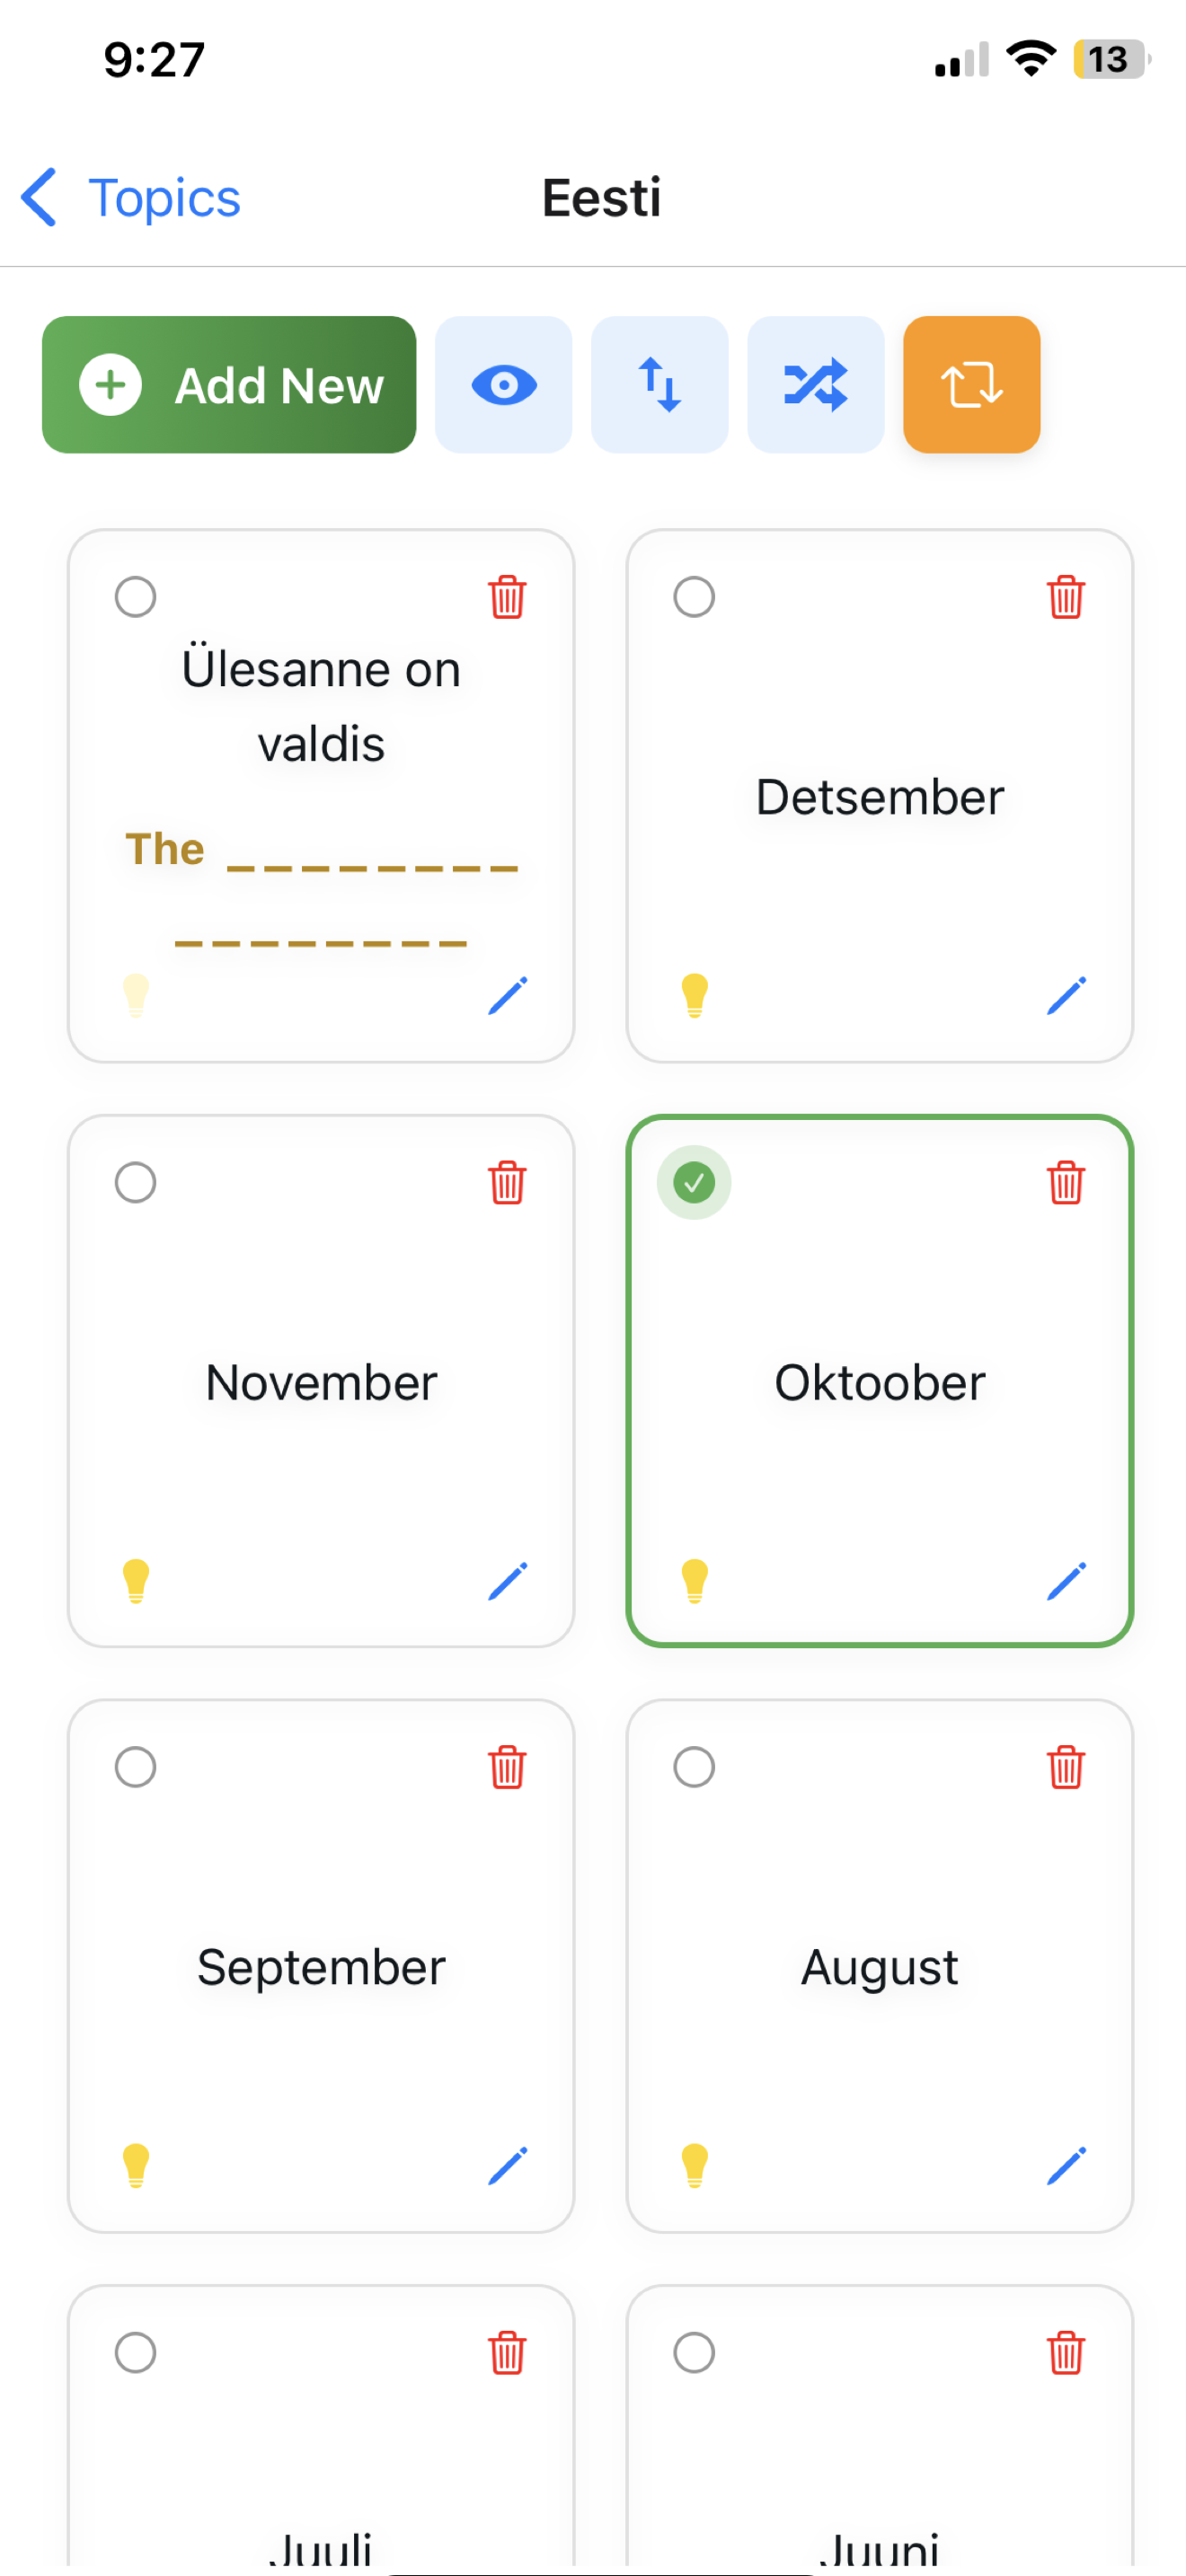 9:27
13
Topics
Eesti
Add New
Ülesanne on
valdis
The _ _ _ _ _ _ _ _
_ _ _ _ _ _ _ _
Detsember
November
Oktoober
September
August
Juuli
Juuni